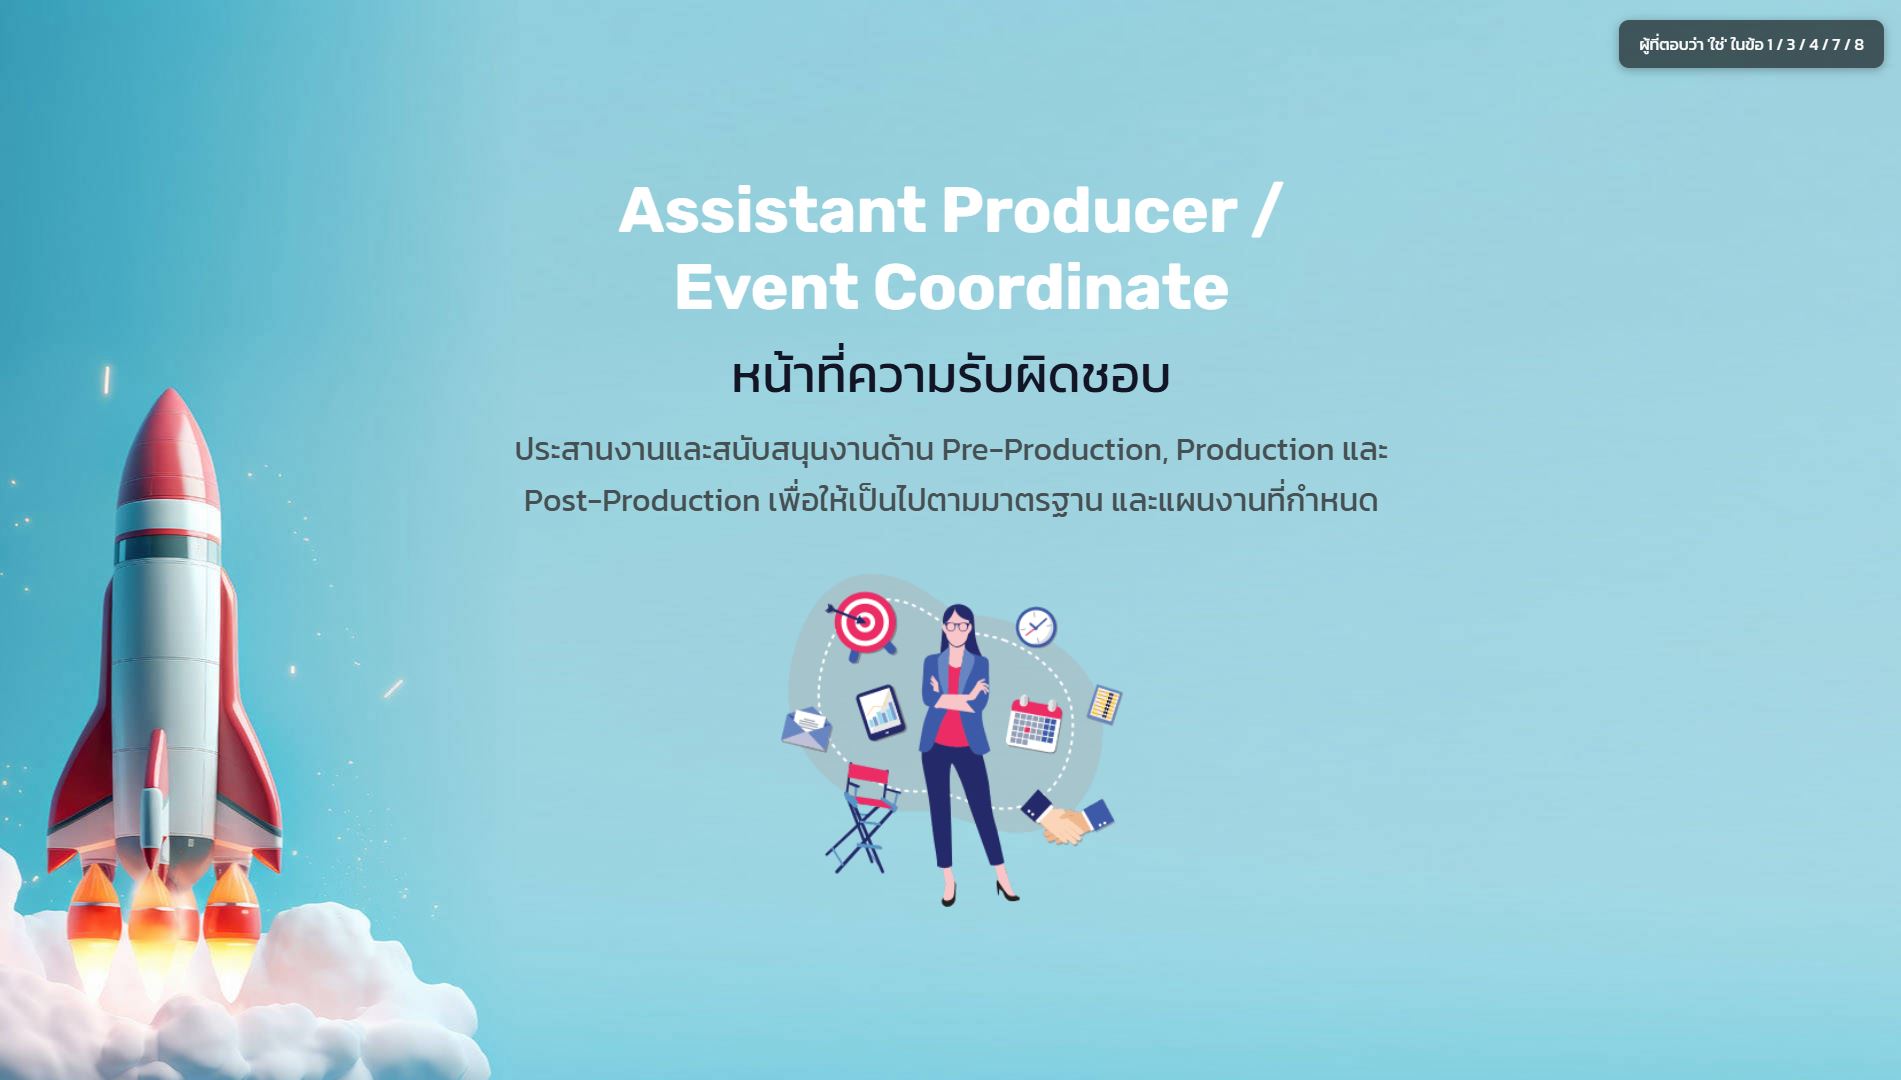 ผู้ที่ตอบว่า 'ใช่' ในข้อ 1 / 3 / 4 / 7 / 8
Assistant Producer /
Event Coordinate
หน้าที่ความรับผิดชอบ
ประสานงานและสนับสนุนงานด้าน Pre-Production, Production และ
Post-Production เพื่อให้เป็นไปตามมาตรฐาน และแผนงานที่กำหนด